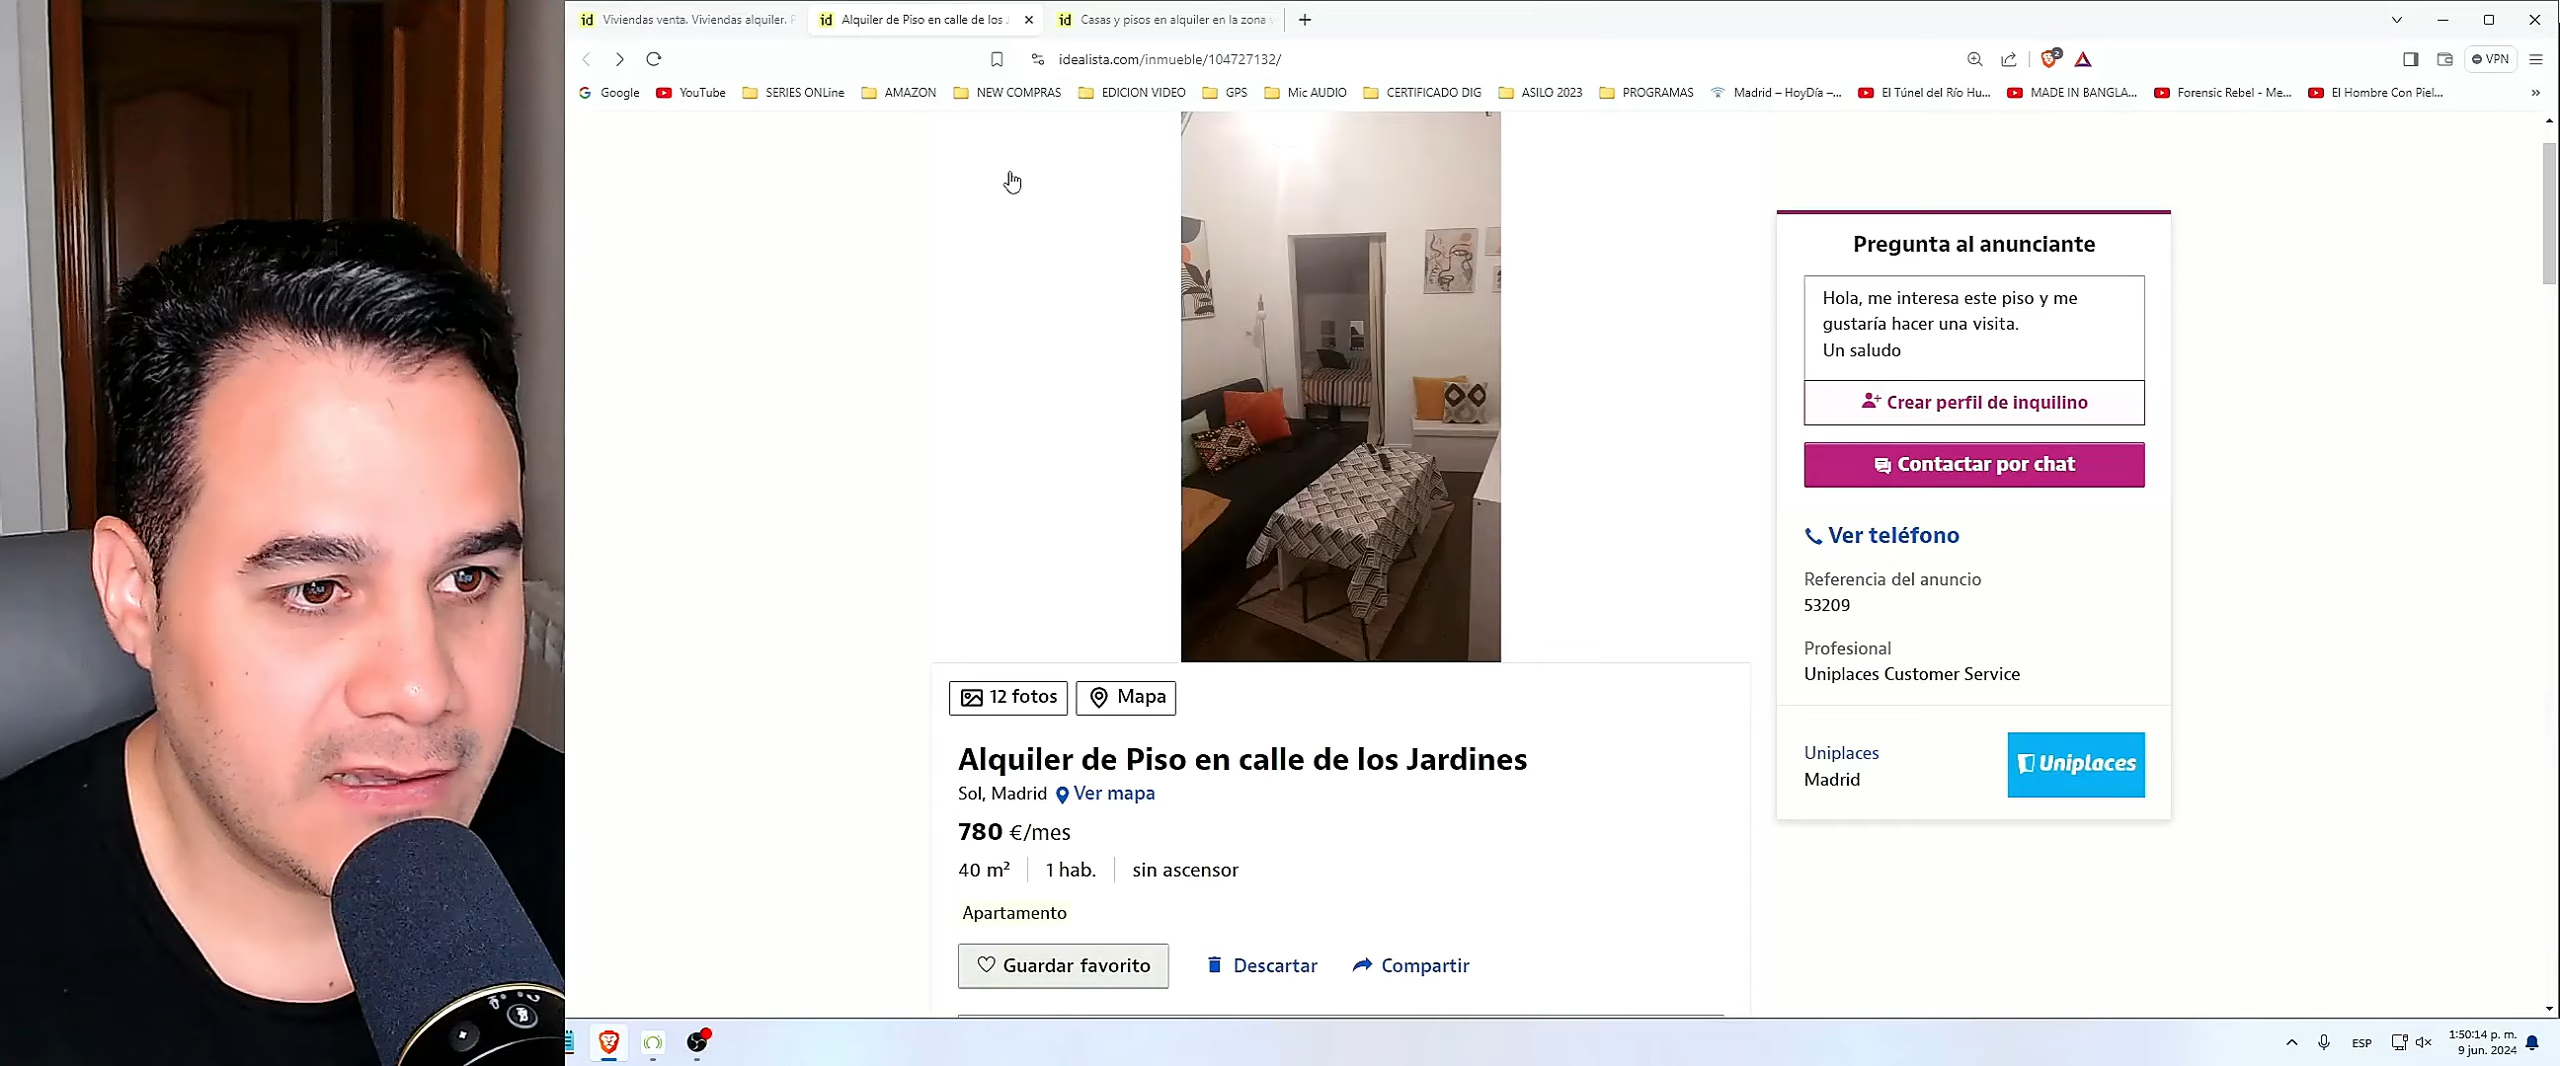 Viviendas venta. Viviendas alquiler. P
Alquiler de Piso en calle de los J
Casas y pisos en alquiler en la zona v
idealista.com/inmueble/104727132/
2
VPN
Google
YouTube
SERIES ONLine
AMAZON
NEW COMPRAS
EDICION VIDEO
GPS
Mic AUDIO
CERTIFICADO DIG
ASILO 2023
PROGRAMAS
Madrid – HoyDía –...
El Túnel del Río Hu...
MADE IN BANGLA...
Forensic Rebel - Me...
El Hombre Con Piel...
Pregunta al anunciante
Hola, me interesa este piso y me
gustaría hacer una visita.
Un saludo
Crear perfil de inquilino
Contactar por chat
Ver teléfono
Referencia del anuncio
53209
Profesional
Uniplaces Customer Service
Uniplaces
Madrid
Uniplaces
12 fotos
Mapa
Alquiler de Piso en calle de los Jardines
Sol, Madrid Ver mapa
780 €/mes
40 m² 1 hab. sin ascensor
Apartamento
Guardar favorito
Descartar
Compartir
ESP
1:50:14 p. m.
9 jun. 2024